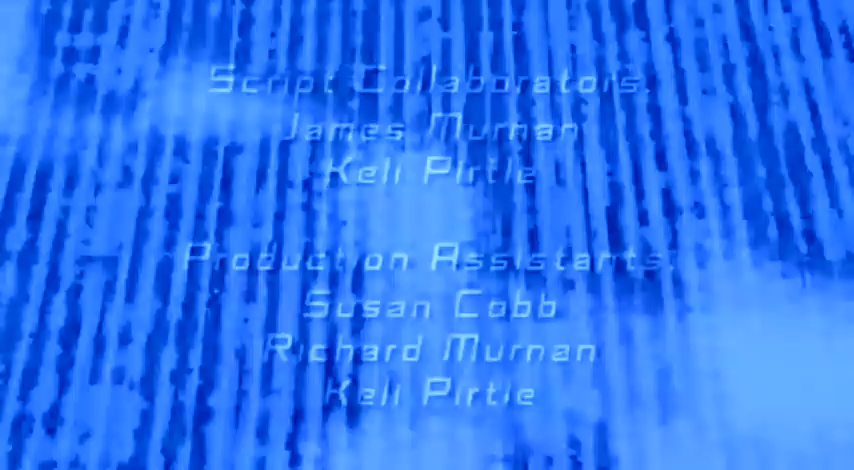 Script Collaborators:
James Murnan
Keli Pirtle
Production Assistants:
Susan Cobb
Richard Murnan
Keli Pirtle